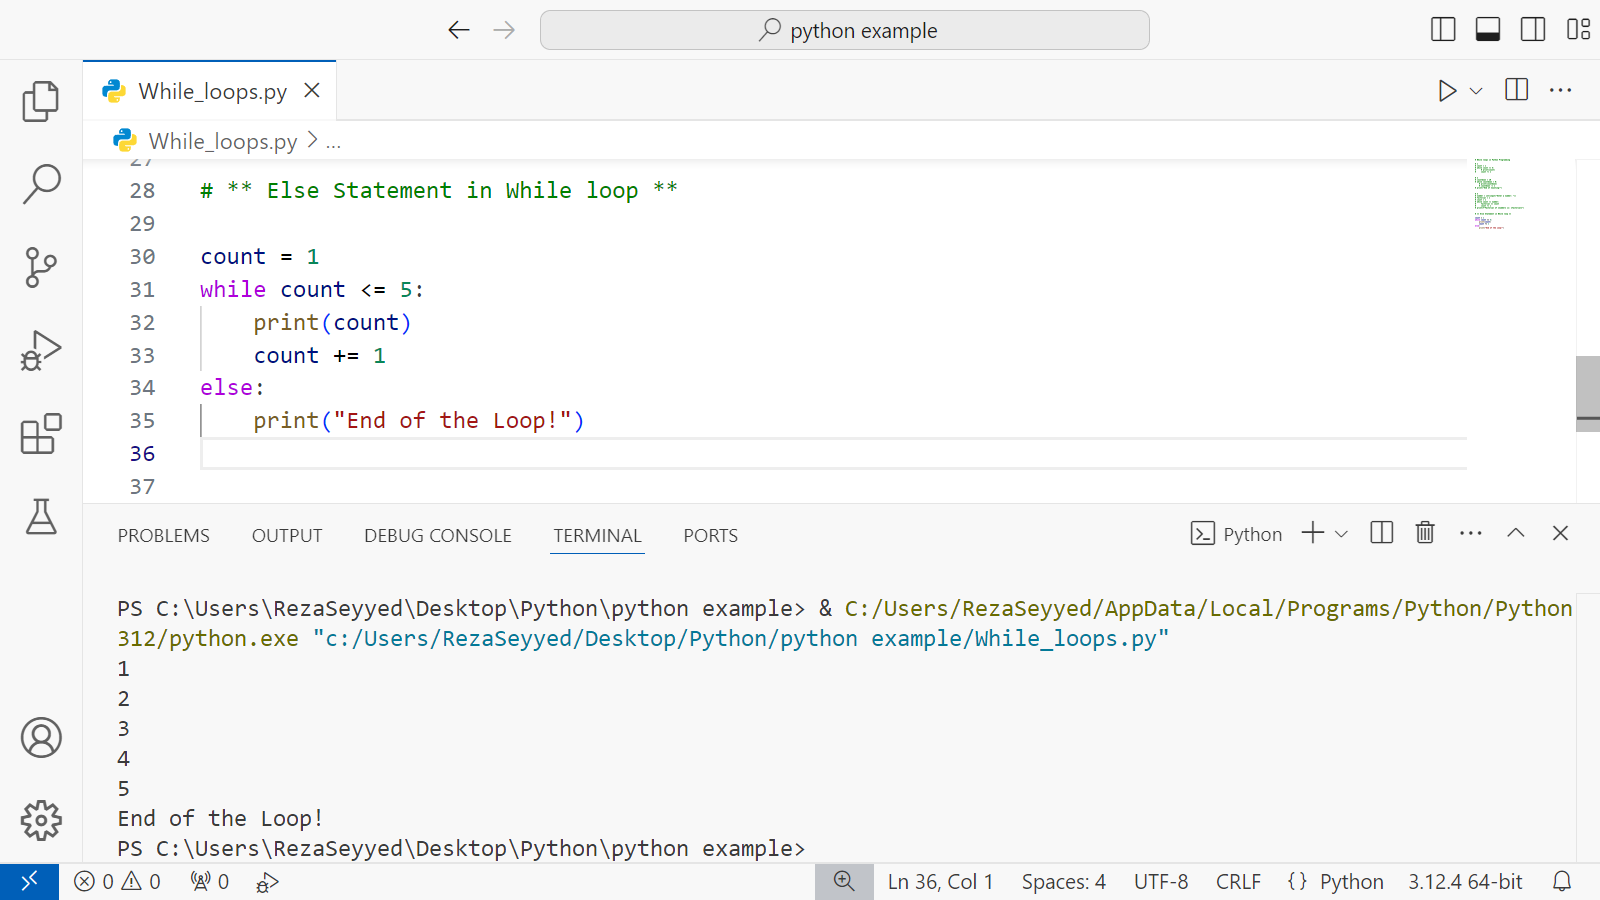 python example
While_loops.py
While_loops.py > ...
27
28 # ** Else Statement in While loop **
29
30 count = 1
31 while count <= 5:
32     print(count)
33     count += 1
34 else:
35     print("End of the Loop!")
36
37
PROBLEMS OUTPUT DEBUG CONSOLE TERMINAL PORTS Python
PS C:\Users\RezaSeyyed\Desktop\Python\python example> & C:/Users/RezaSeyyed/AppData/Local/Programs/Python/Python
312/python.exe "c:/Users/RezaSeyyed/Desktop/Python/python example/While_loops.py"
1
2
3
4
5
End of the Loop!
PS C:\Users\RezaSeyyed\Desktop\Python\python example>
0 0 0 Ln 36, Col 1 Spaces: 4 UTF-8 CRLF {} Python 3.12.4 64-bit